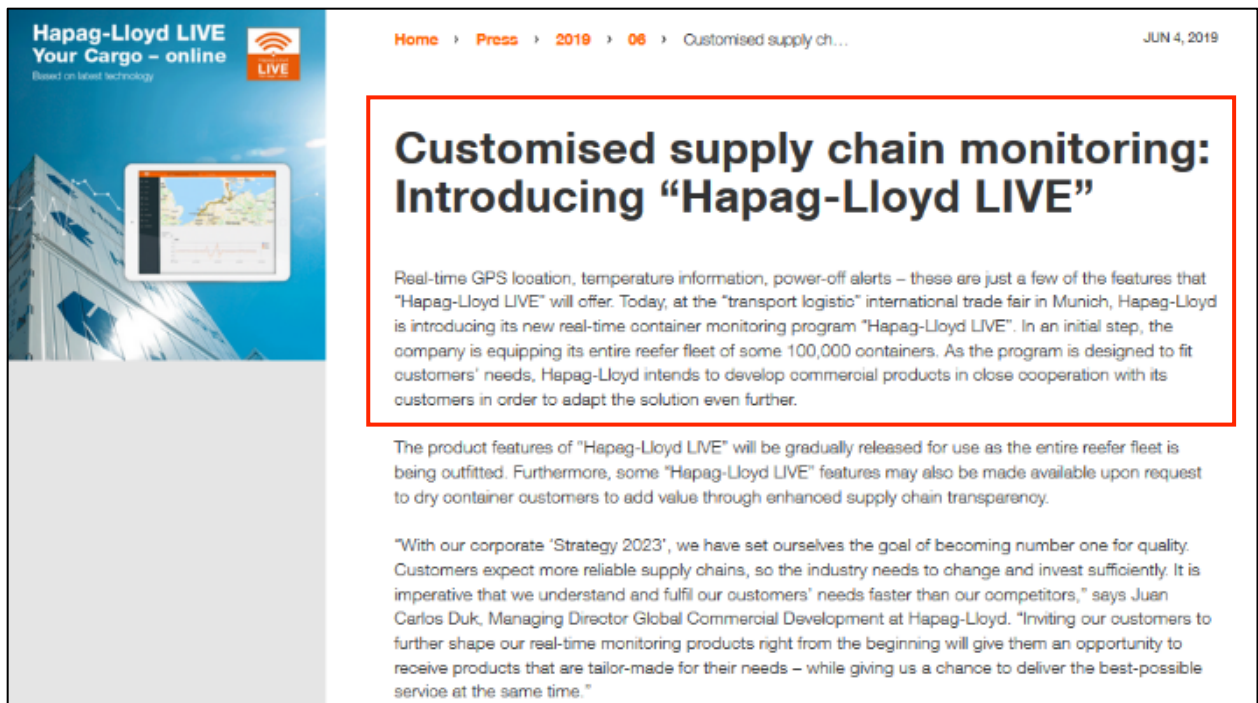 Hapag-Lloyd LIVE
Your Cargo – online
Based on latest technology
LIVE
Home › Press › 2019 › 06 › Customised supply ch...
JUN 4, 2019
Customised supply chain monitoring:
Introducing “Hapag-Lloyd LIVE”
Real-time GPS location, temperature information, power-off alerts – these are just a few of the features that
“Hapag-Lloyd LIVE” will offer. Today, at the “transport logistic” international trade fair in Munich, Hapag-Lloyd
is introducing its new real-time container monitoring program “Hapag-Lloyd LIVE”. In an initial step, the
company is equipping its entire reefer fleet of some 100,000 containers. As the program is designed to fit
customers’ needs, Hapag-Lloyd intends to develop commercial products in close cooperation with its
customers in order to adapt the solution even further.
The product features of “Hapag-Lloyd LIVE” will be gradually released for use as the entire reefer fleet is
being outfitted. Furthermore, some “Hapag-Lloyd LIVE” features may also be made available upon request
to dry container customers to add value through enhanced supply chain transparency.
“With our corporate ‘Strategy 2023’, we have set ourselves the goal of becoming number one for quality.
Customers expect more reliable supply chains, so the industry needs to change and invest sufficiently. It is
imperative that we understand and fulfil our customers’ needs faster than our competitors,” says Juan
Carlos Duk, Managing Director Global Commercial Development at Hapag-Lloyd. “Inviting our customers to
further shape our real-time monitoring products right from the beginning will give them an opportunity to
receive products that are tailor-made for their needs – while giving us a chance to deliver the best-possible
service at the same time.”